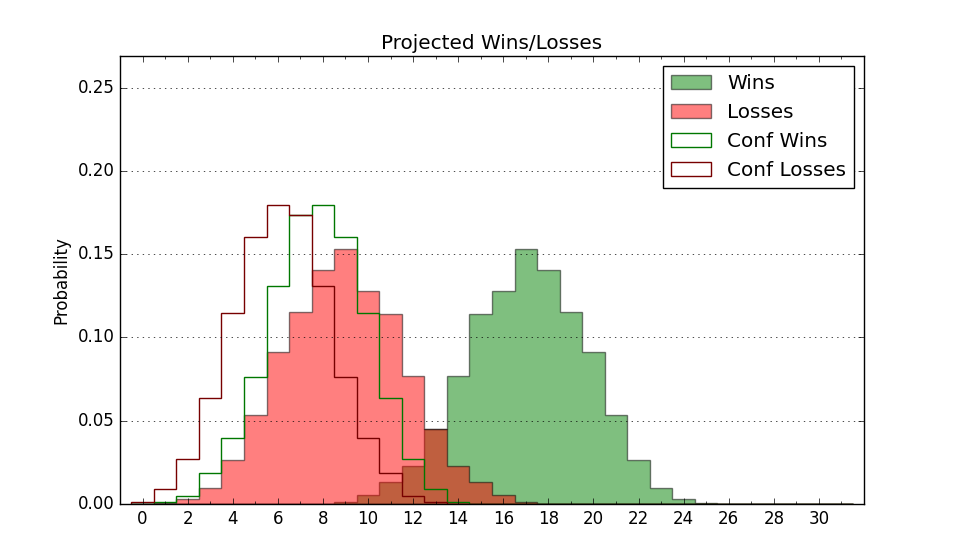 Projected Wins/Losses
Wins
Losses
Conf Wins
Conf Losses
Probability
0.25
0.20
0.15
0.10
0.05
0.00
0 2 4 6 8 10 12 14 16 18 20 22 24 26 28 30